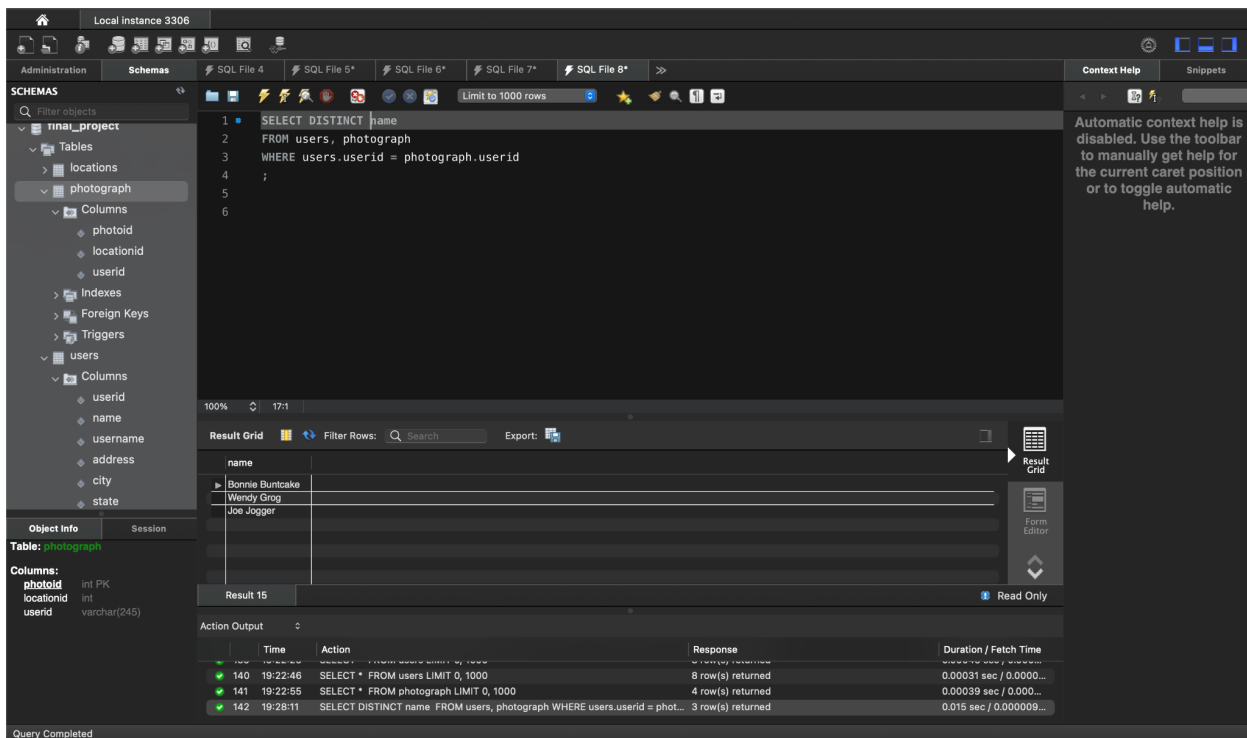 Local instance 3306
Administration Schemas
SQL File 4 SQL File 5* SQL File 6* SQL File 7* SQL File 8*
Context Help Snippets
SCHEMAS
Filter objects
final_project
Tables
locations
photograph
Columns
photoid
locationid
userid
Indexes
Foreign Keys
Triggers
users
Columns
userid
name
username
address
city
state
Limit to 1000 rows
1 SELECT DISTINCT name
2 FROM users, photograph
3 WHERE users.userid = photograph.userid
4 ;
5
6
Automatic context help is
disabled. Use the toolbar
to manually get help for
the current caret position
or to toggle automatic
help.
100% 17:1
Result Grid Filter Rows: Search Export:
name
Bonnie Buntcake
Wendy Grog
Joe Jogger
Result
Grid
Form
Editor
Result 15 Read Only
Object Info Session
Table: photograph
Columns:
photoid int PK
locationid int
userid varchar(245)
Action Output
Time Action Response Duration / Fetch Time
140 19:22:46 SELECT * FROM users LIMIT 0, 1000 8 row(s) returned 0.00031 sec / 0.0000...
141 19:22:55 SELECT * FROM photograph LIMIT 0, 1000 4 row(s) returned 0.00039 sec / 0.000...
142 19:28:11 SELECT DISTINCT name FROM users, photograph WHERE users.userid = phot... 3 row(s) returned 0.015 sec / 0.000009...
Query Completed